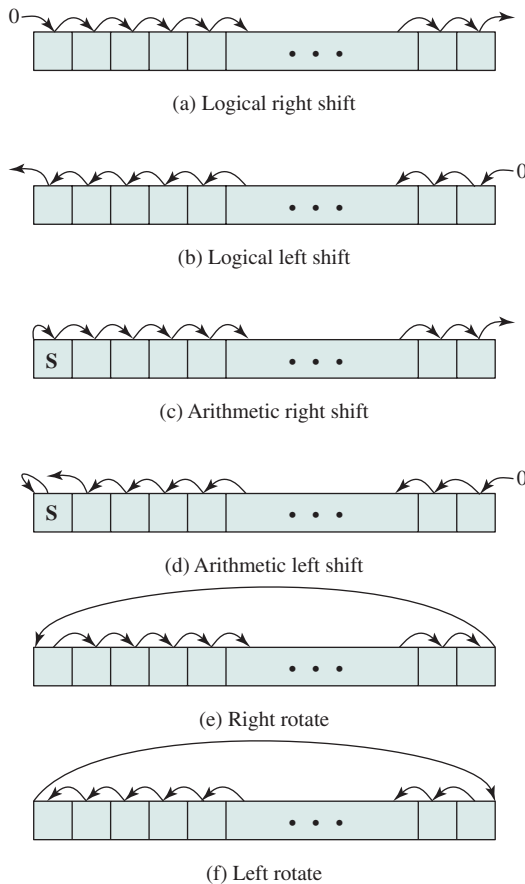 0
(a) Logical right shift
0
(b) Logical left shift
S
(c) Arithmetic right shift
0
S
(d) Arithmetic left shift
(e) Right rotate
(f) Left rotate